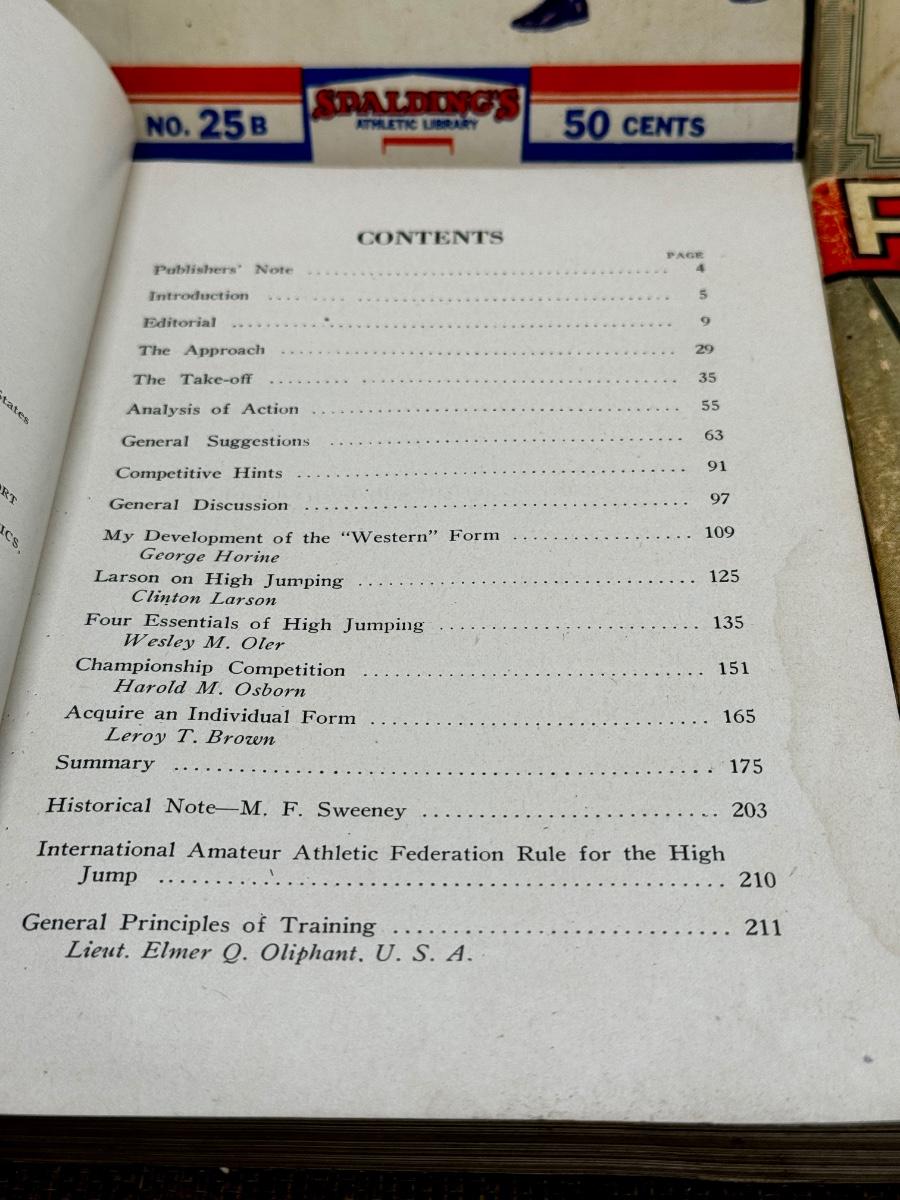 NO. 25 B
SPALDING'S
ATHLETIC LIBRARY
50 CENTS
CONTENTS
PAGE
Publishers' Note .......... 4
Introduction .......... 5
Editorial .......... 9
The Approach .......... 29
The Take-off .......... 35
Analysis of Action .......... 55
General Suggestions .......... 63
Competitive Hints .......... 91
General Discussion .......... 97
My Development of the "Western" Form .......... 109
George Horine
Larson on High Jumping .......... 125
Clinton Larson
Four Essentials of High Jumping .......... 135
Wesley M. Oler
Championship Competition .......... 151
Harold M. Osborn
Acquire an Individual Form .......... 165
Leroy T. Brown
Summary .......... 175
Historical Note—M. F. Sweeney .......... 203
International Amateur Athletic Federation Rule for the High
Jump .......... 210
General Principles of Training .......... 211
Lieut. Elmer Q. Oliphant, U. S. A.